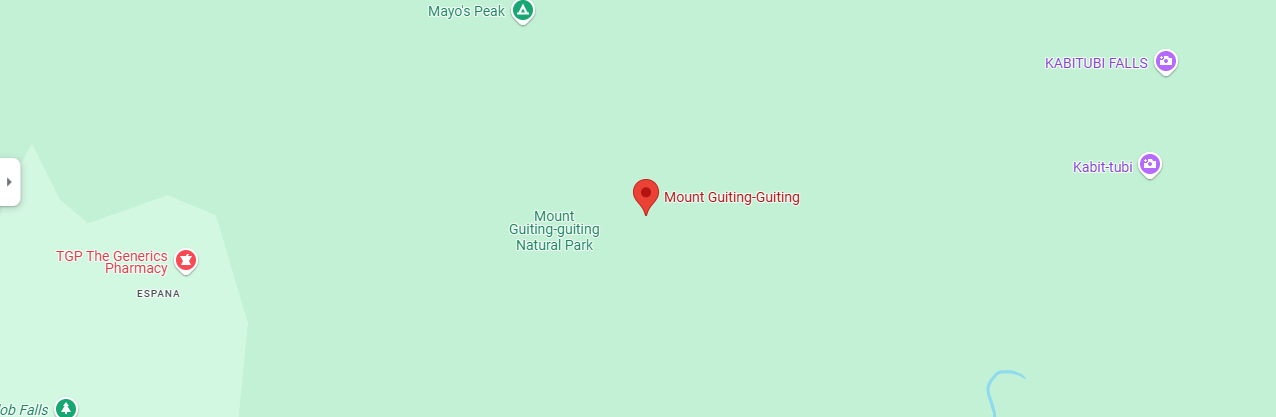 Mayo's Peak
KABITUBI FALLS
Kabit-tubi
Mount Guiting-Guiting
Mount
Guiting-guiting
Natural Park
TGP The Generics
Pharmacy
ESPANA
Falls